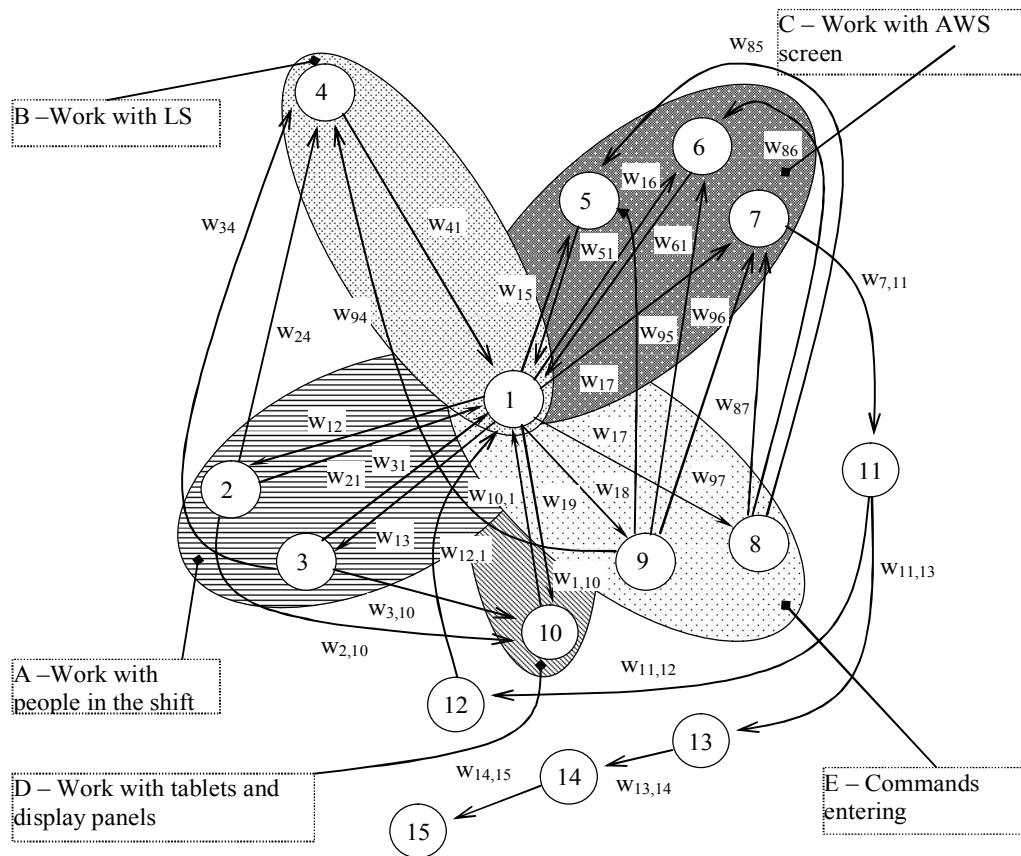 C – Work with AWS
screen
w85
4
B –Work with LS
6
w86
w16
5
7
w34
w41
w51
w61
w7,11
w15
w94
w96
w24
w95
w17
1
w87
w12
w17
11
w31
2
w21
w97
w10,1
w18
w19
w13
3
w12,1
9
8
w11,13
w1,10
w3,10
10
w2,10
w11,12
A –Work with
people in the shift
12
13
w14,15
14
w13,14
D – Work with tablets and
display panels
E – Commands
entering
15